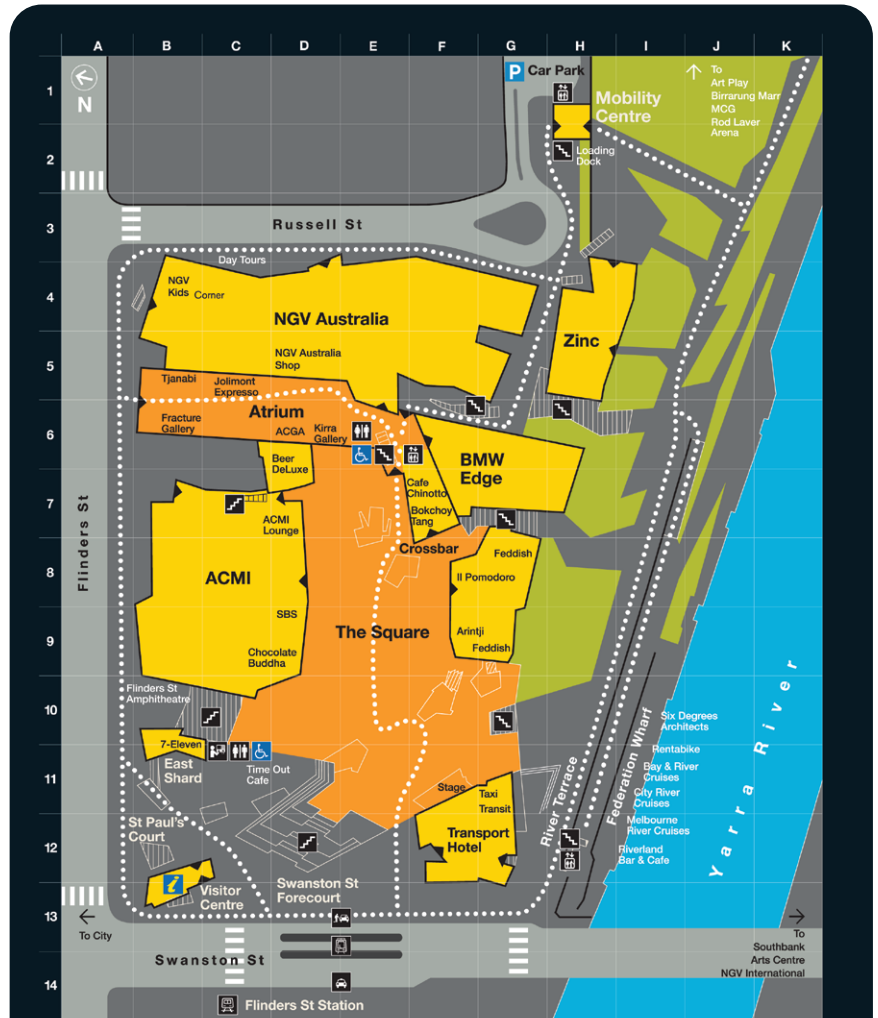 A B C D E F G H I J K
1
2
3
4
5
6
7
8
9
10
11
12
13
14
N
P Car Park
Mobility
Centre
Loading
Dock
To
Art Play
Birrarung Marr
MCG
Rod Laver
Arena
Russell St
Day Tours
NGV
Kids Corner
NGV Australia
NGV Australia
Shop
Zinc
Tjanabi
Jolimont
Expresso
Atrium
Fracture
Gallery
ACGA
Kirra
Gallery
Beer
DeLuxe
BMW
Edge
Cafe
Chinotto
Bokchoy
Tang
Crossbar
Flinders St
ACMI
Lounge
ACMI
SBS
Chocolate
Buddha
The Square
Feddish
Il Pomodoro
Arintji
Feddish
Flinders St
Amphitheatre
7-Eleven
East
Shard
Time Out
Cafe
St Paul's
Court
i
Visitor
Centre
Swanston St
Forecourt
Stage
Taxi
Transit
Transport
Hotel
River Terrace
Federation Wharf
Six Degrees
Architects
Rentabike
Bay & River
Cruises
City River
Cruises
Melbourne
River Cruises
Riverland
Bar & Cafe
Yarra River
To City
Swanston St
To
Southbank
Arts Centre
NGV International
Flinders St Station